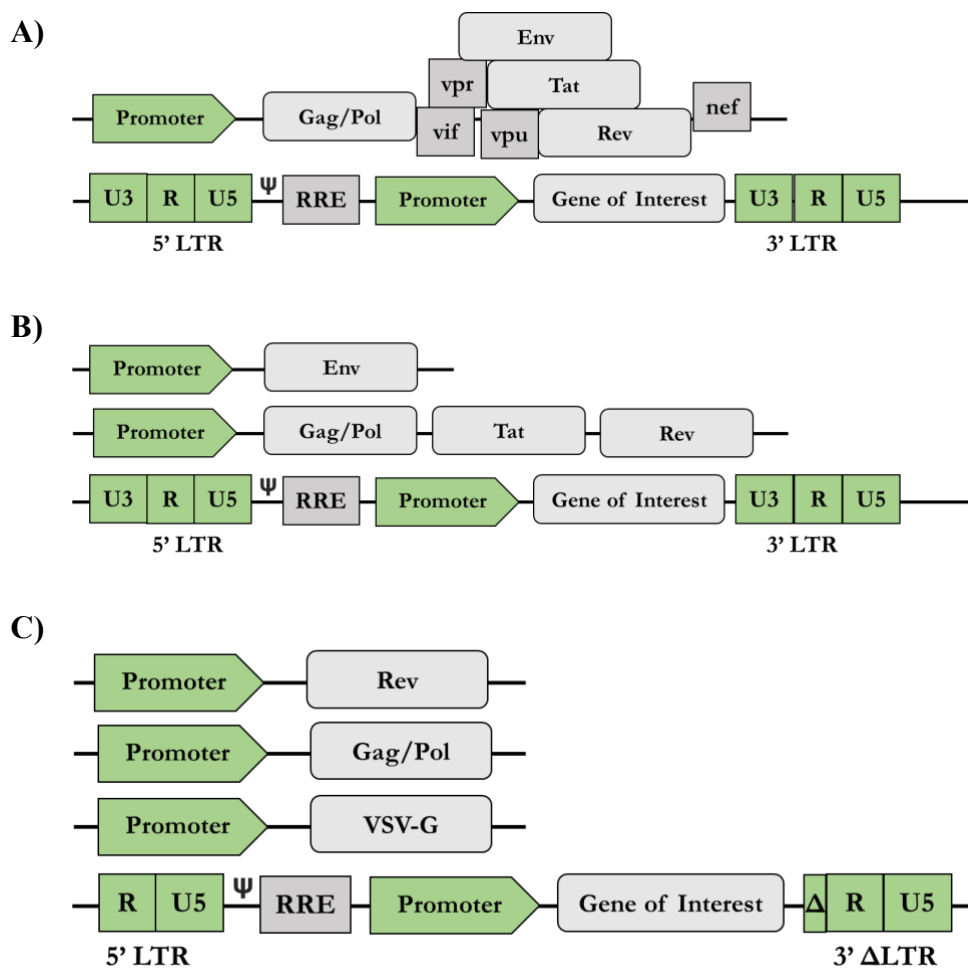 A)
Env
vpr Tat nef
Promoter Gag/Pol vif vpu Rev
U3 R U5 Ψ RRE Promoter Gene of Interest U3 R U5
5’ LTR 3’ LTR
B)
Promoter Env
Promoter Gag/Pol Tat Rev
U3 R U5 Ψ RRE Promoter Gene of Interest U3 R U5
5’ LTR 3’ LTR
C)
Promoter Rev
Promoter Gag/Pol
Promoter VSV-G
R U5 Ψ RRE Promoter Gene of Interest Δ R U5
5’ LTR 3’ ΔLTR